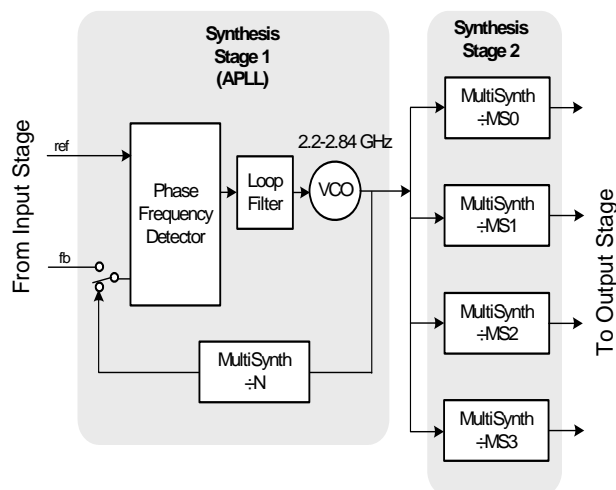 Synthesis
Stage 1
(APLL)
Synthesis
Stage 2
From Input Stage
ref
fb
Phase
Frequency
Detector
Loop
Filter
2.2-2.84 GHz
VCO
MultiSynth
÷N
MultiSynth
÷MS0
MultiSynth
÷MS1
MultiSynth
÷MS2
MultiSynth
÷MS3
To Output Stage